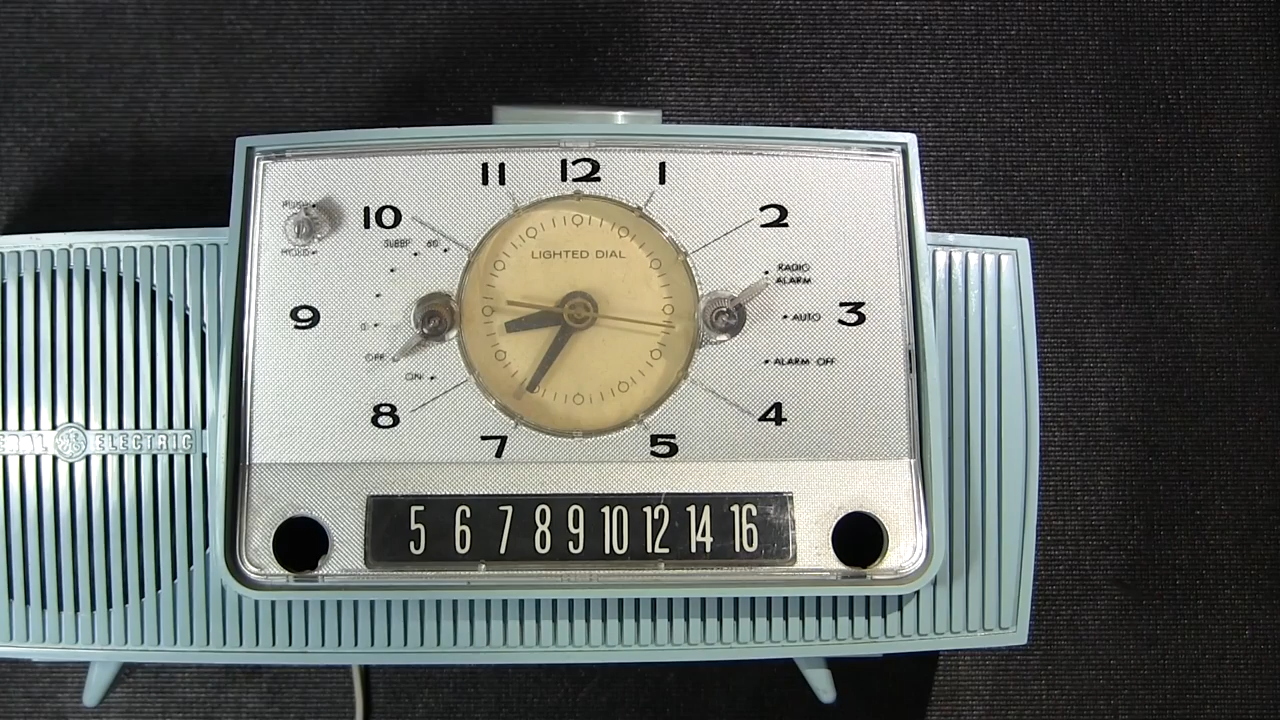 11 12 1
10 2
SLEEP 60
LIGHTED DIAL
RADIO
ALARM
9 3
AUTO
OFF
ALARM OFF
ON
8 4
7 5
ELECTRIC
5 6 7 8 9 10 12 14 16